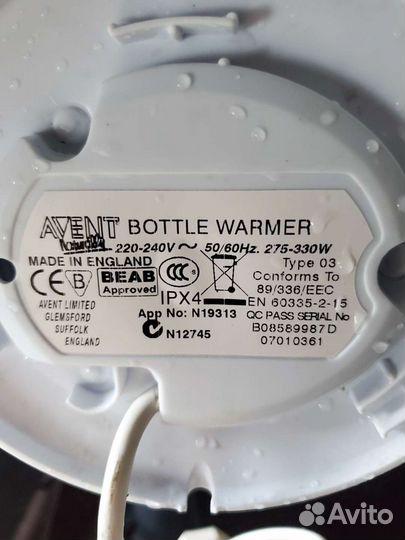 AVENT BOTTLE WARMER
Naturally 220-240V ~ 50/60Hz. 275-330W
MADE IN ENGLAND Type 03
CE B BEAB Approved CCC Conforms To
89/336/EEC
IPX4 EN 60335-2-15
AVENT LIMITED App No: N19313 QC PASS SERIAL No
GLEMSFORD B08589987D
SUFFOLK N12745 07010361
ENGLAND
Avito